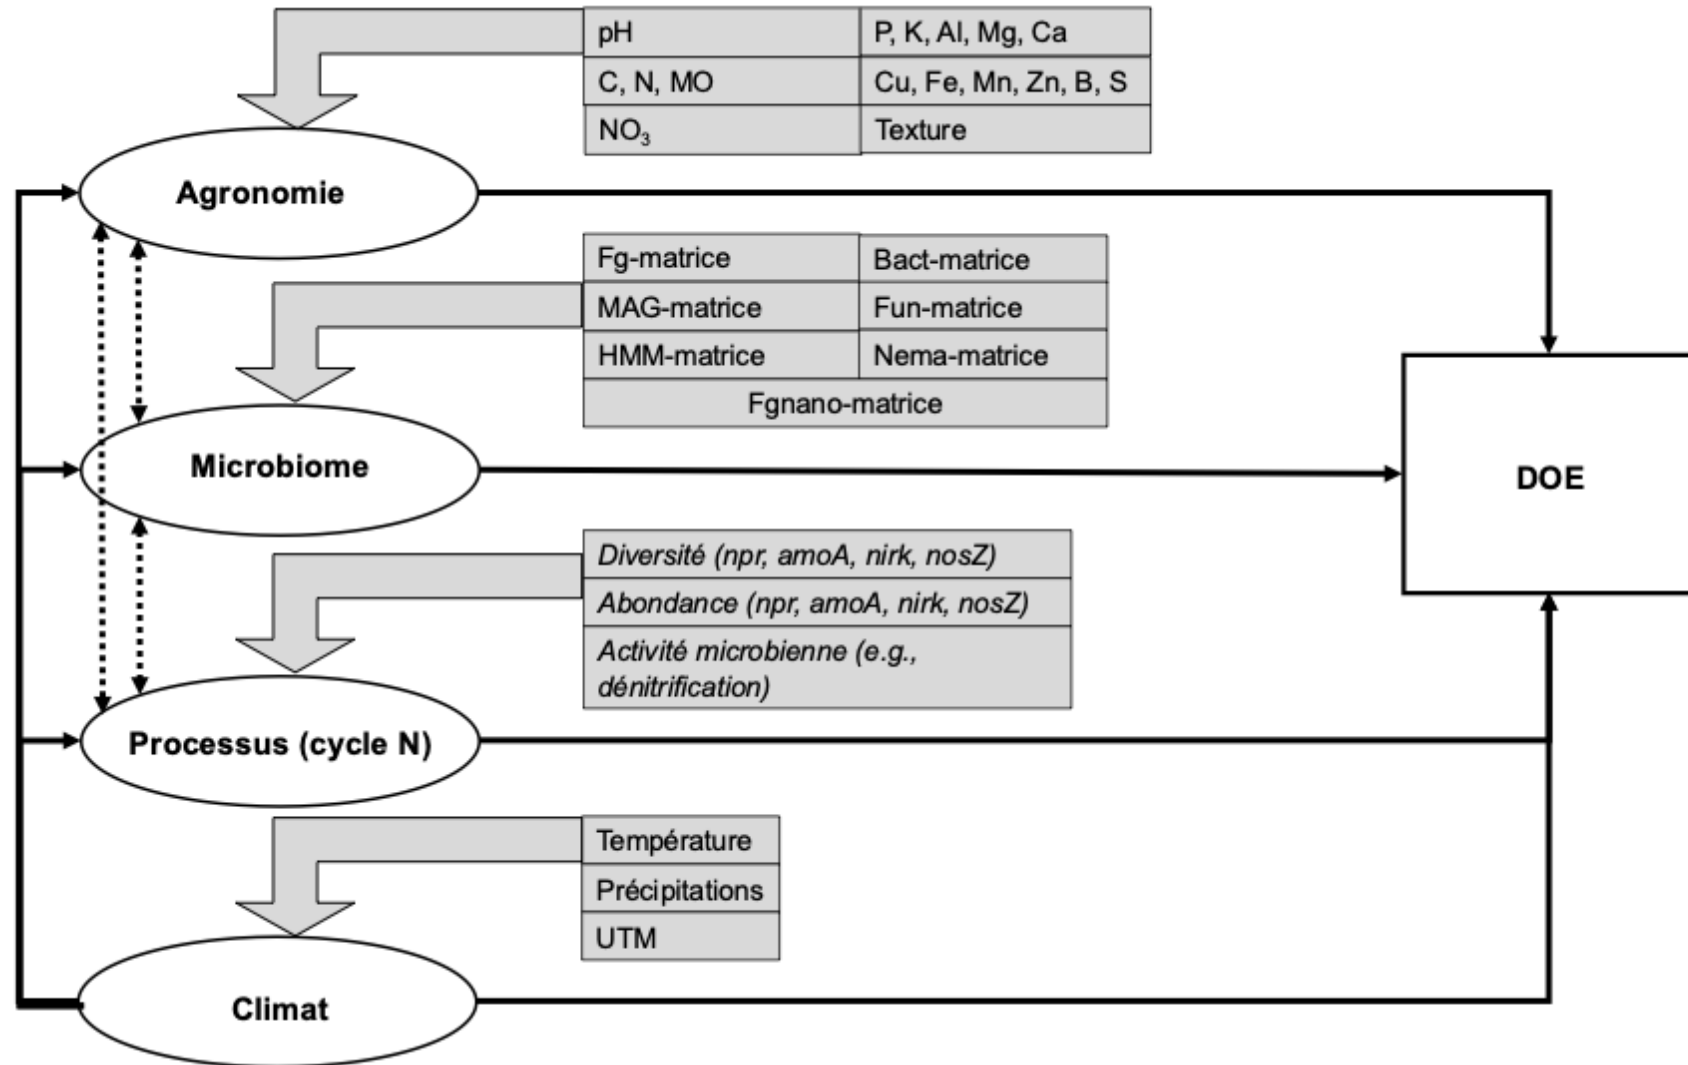 pH
P, K, Al, Mg, Ca
C, N, MO
Cu, Fe, Mn, Zn, B, S
NO₃
Texture
Agronomie
Fg-matrice
Bact-matrice
MAG-matrice
Fun-matrice
HMM-matrice
Nema-matrice
Fgnano-matrice
Microbiome
DOE
Diversité (npr, amoA, nirk, nosZ)
Abondance (npr, amoA, nirk, nosZ)
Activité microbienne (e.g.,
dénitrification)
Processus (cycle N)
Température
Précipitations
UTM
Climat